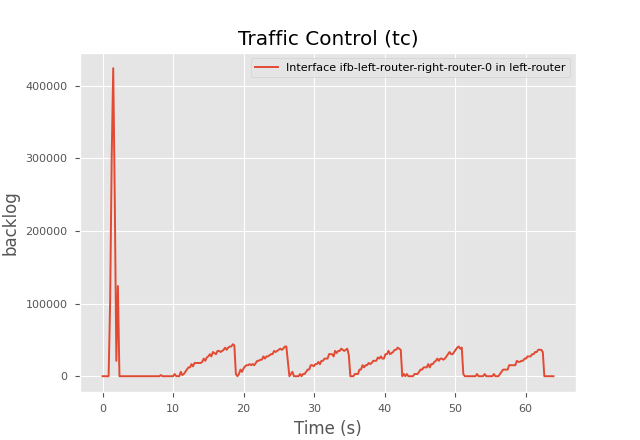 Traffic Control (tc)
Interface ifb-left-router-right-router-0 in left-router
400000
300000
200000
100000
0
backlog
0 10 20 30 40 50 60
Time (s)